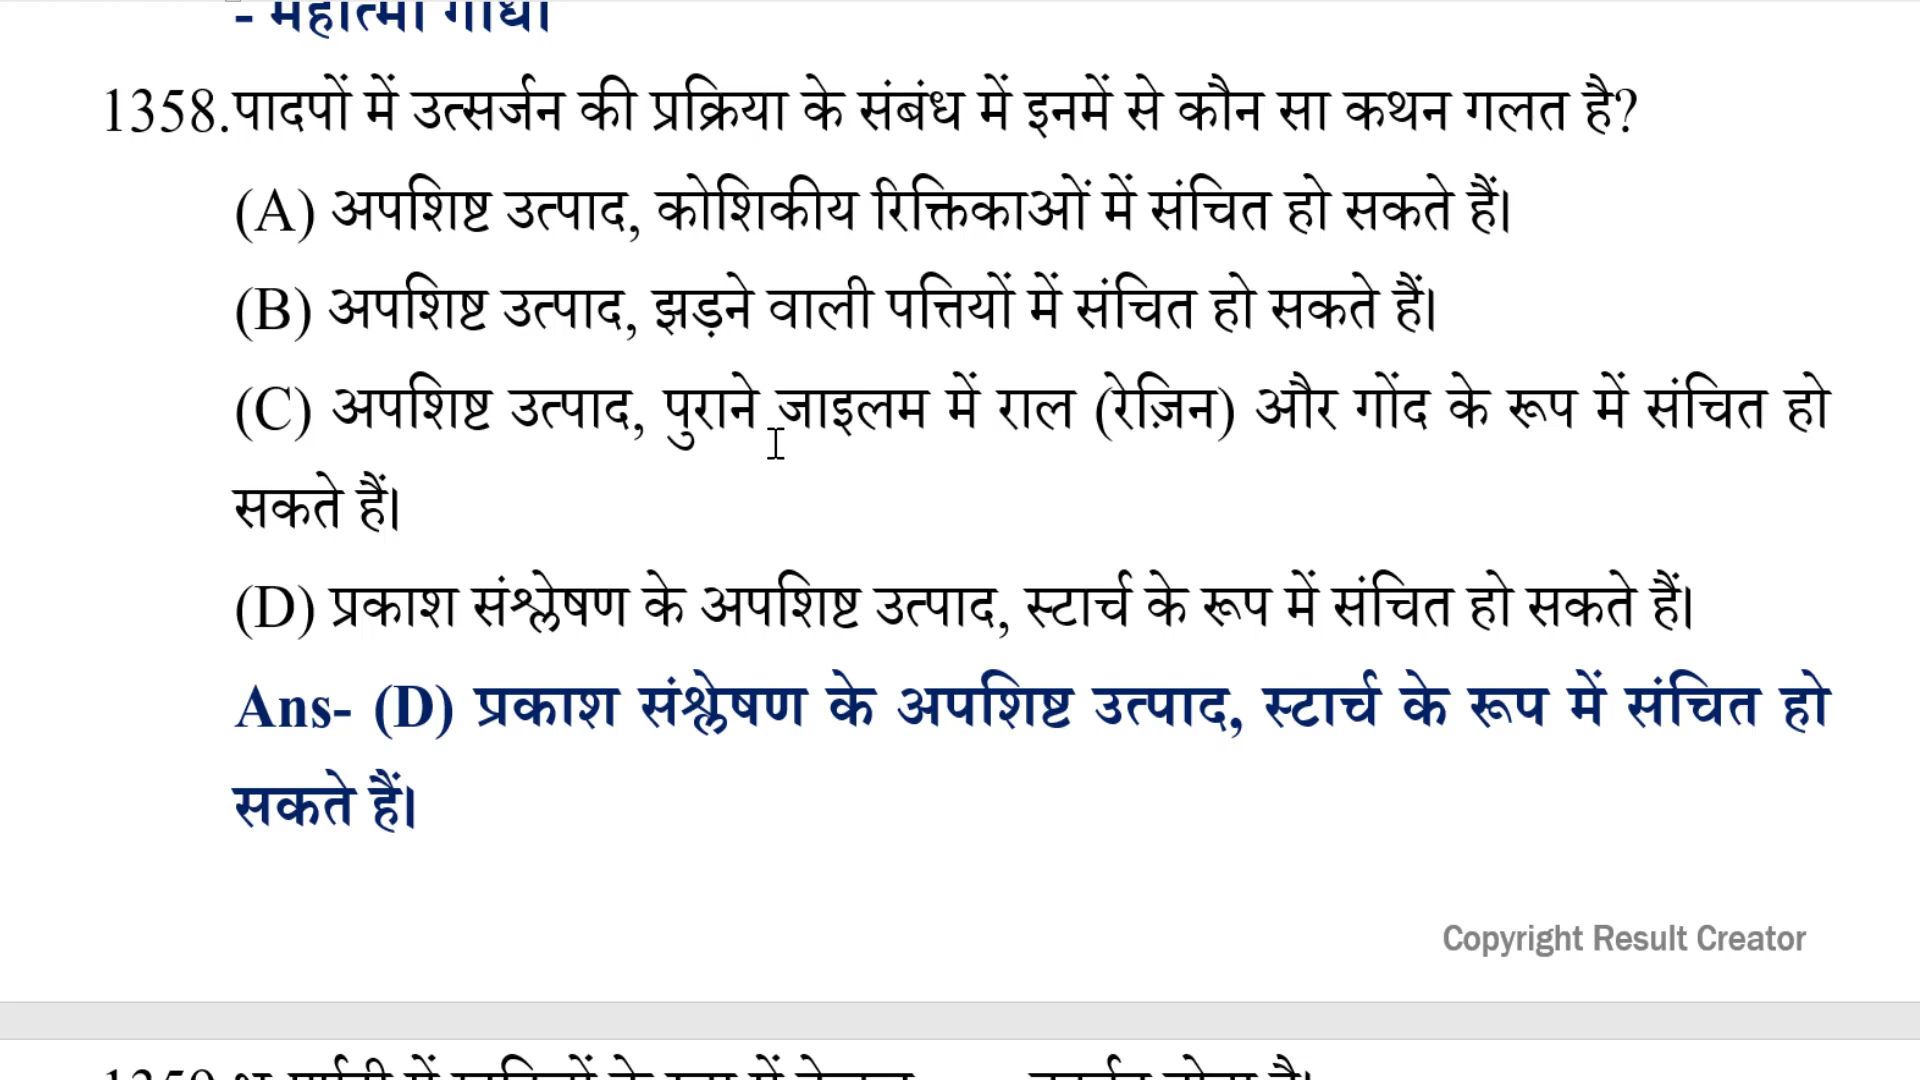 - महात्मा गांधी
1358.पादपों में उत्सर्जन की प्रक्रिया के संबंध में इनमें से कौन सा कथन गलत है?
(A) अपशिष्ट उत्पाद, कोशिकीय रिक्तिकाओं में संचित हो सकते हैं।
(B) अपशिष्ट उत्पाद, झड़ने वाली पत्तियों में संचित हो सकते हैं।
(C) अपशिष्ट उत्पाद, पुराने जाइलम में राल (रेज़िन) और गोंद के रूप में संचित हो
सकते हैं।
(D) प्रकाश संश्लेषण के अपशिष्ट उत्पाद, स्टार्च के रूप में संचित हो सकते हैं।
Ans- (D) प्रकाश संश्लेषण के अपशिष्ट उत्पाद, स्टार्च के रूप में संचित हो
सकते हैं।
Copyright Result Creator